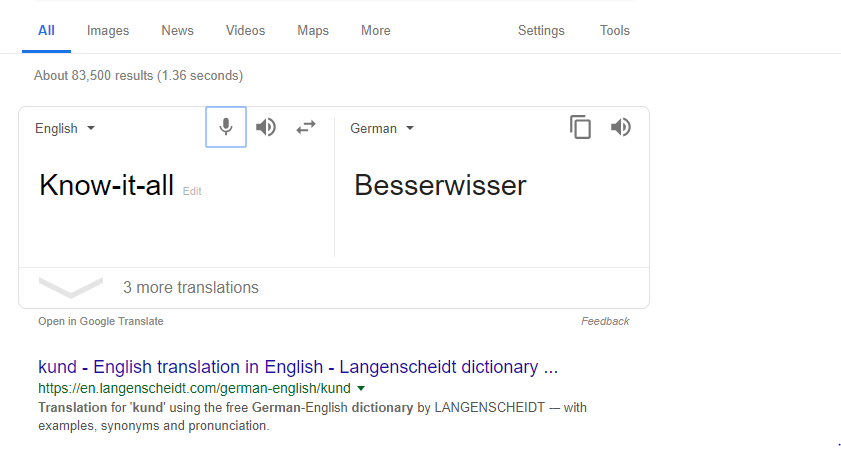 All Images News Videos Maps More Settings Tools
About 83,500 results (1.36 seconds)
English German
Know-it-all Edit Besserwisser
3 more translations
Open in Google Translate Feedback
kund - English translation in English - Langenscheidt dictionary ...
https://en.langenscheidt.com/german-english/kund
Translation for 'kund' using the free German-English dictionary by LANGENSCHEIDT –- with
examples, synonyms and pronunciation.